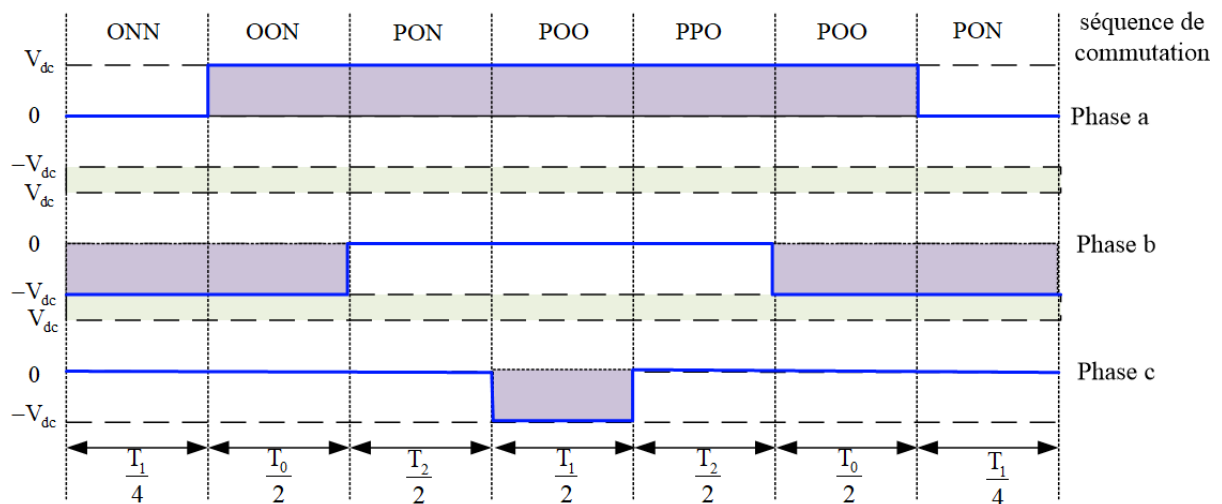 ONN OON PON POO PPO POO PON séquence de commutation
V_dc
0
Phase a
−V_dc
V_dc
0
Phase b
−V_dc
V_dc
0
Phase c
−V_dc
T_1/4 T_0/2 T_2/2 T_1/2 T_2/2 T_0/2 T_1/4